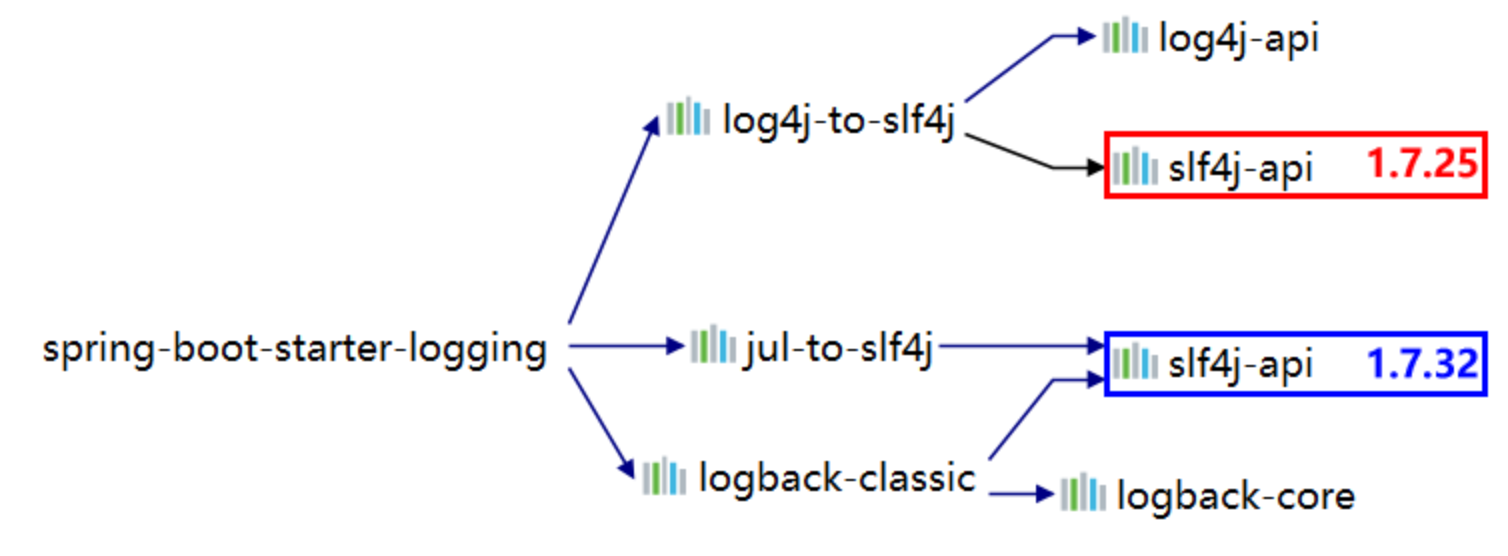 log4j-api
log4j-to-slf4j
slf4j-api 1.7.25
spring-boot-starter-logging
jul-to-slf4j
slf4j-api 1.7.32
logback-classic
logback-core